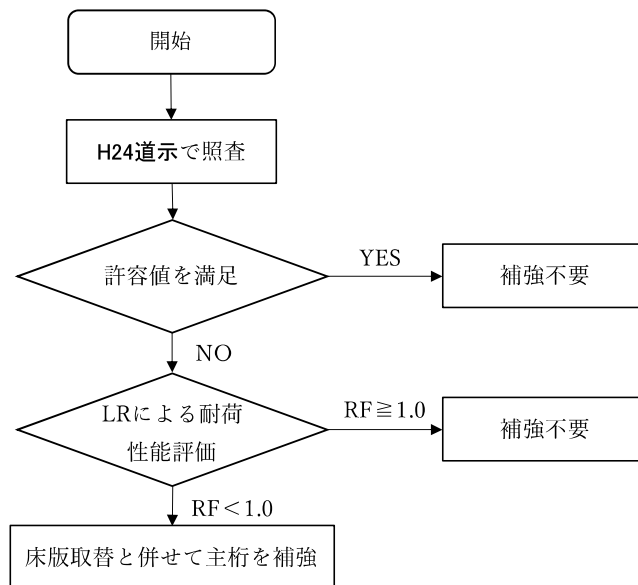 開始
H24道示で照査
許容値を満足
YES
補強不要
NO
LRによる耐荷
性能評価
RF≧1.0
補強不要
RF<1.0
床版取替と併せて主桁を補強